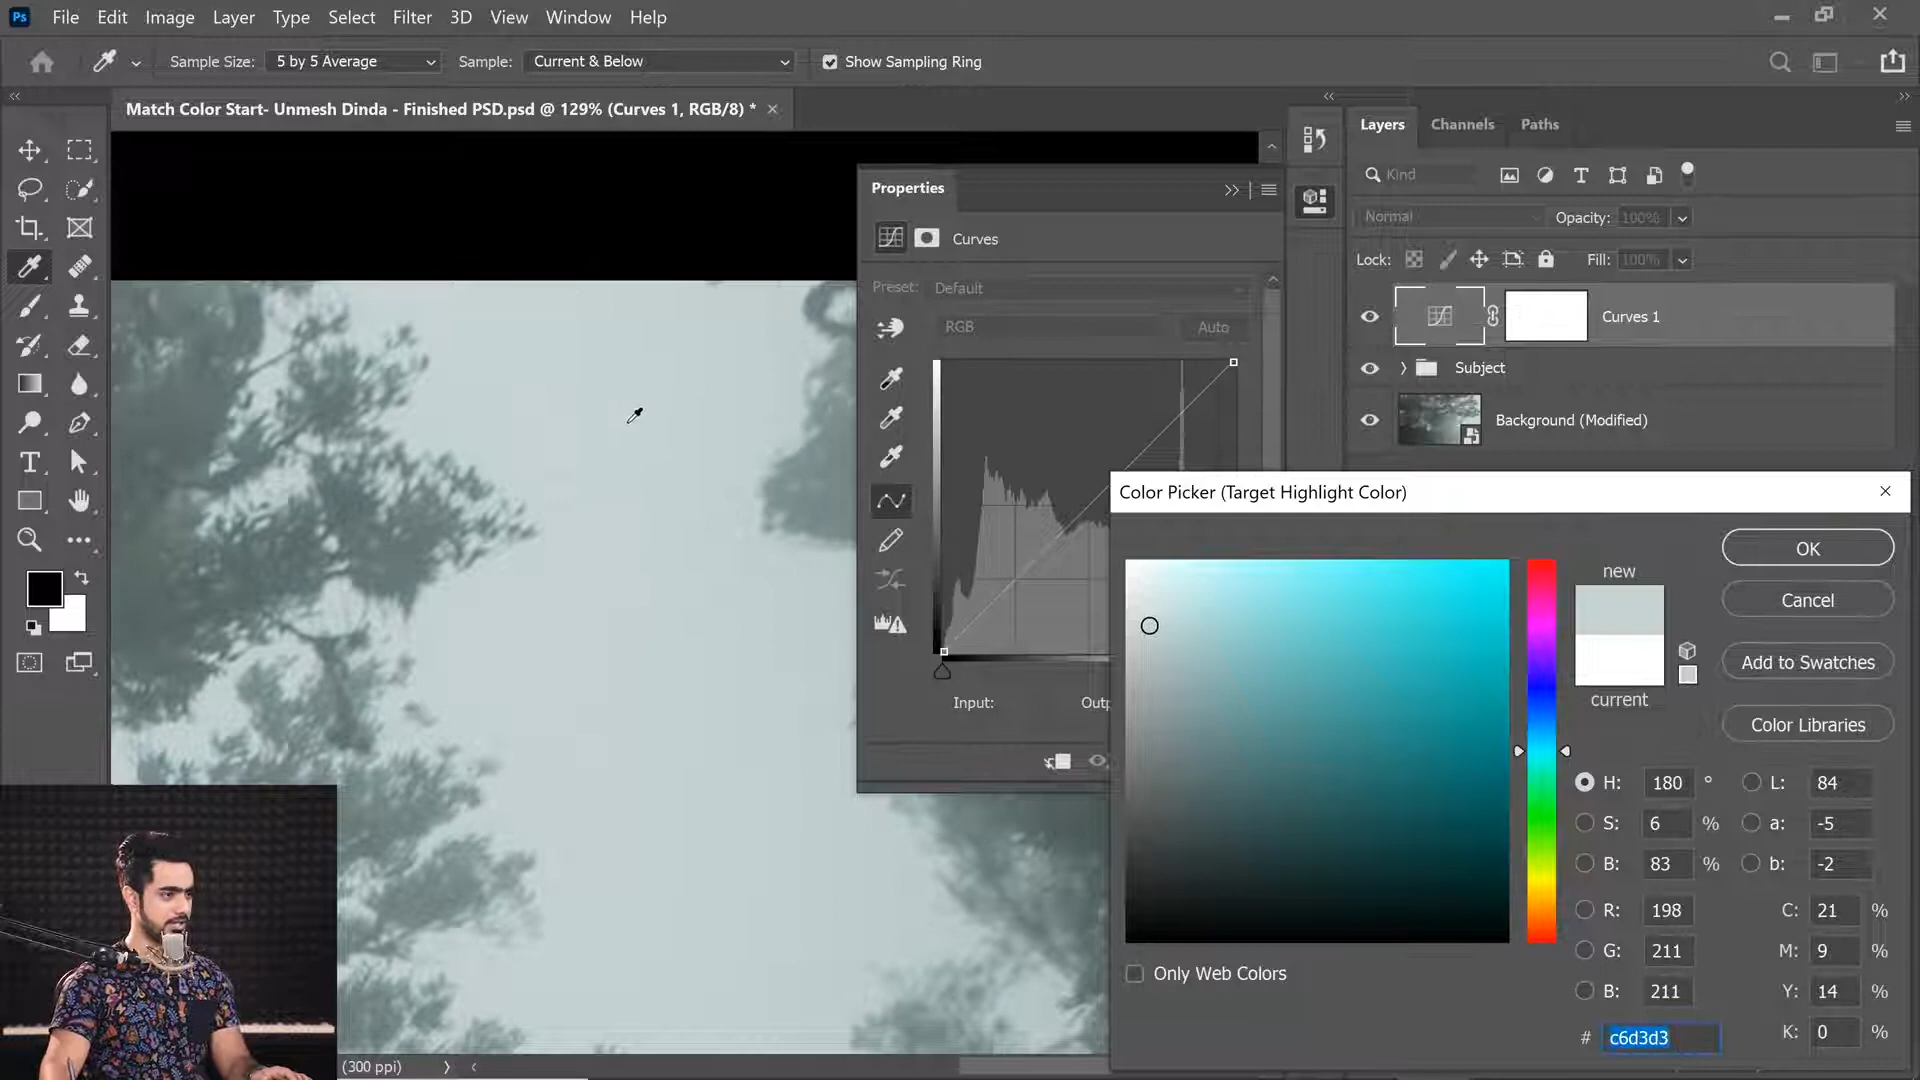 Ps File Edit Image Layer Type Select Filter 3D View Window Help
Sample Size: 5 by 5 Average Sample: Current & Below Show Sampling Ring
Match Color Start- Unmesh Dinda - Finished PSD.psd @ 129% (Curves 1, RGB/8) *
Layers Channels Paths
Kind
Normal Opacity: 100%
Lock: Fill: 100%
Curves 1
Subject
Background (Modified)
Properties
Curves
Preset: Default
RGB Auto
Input: Outp
Color Picker (Target Highlight Color)
OK
new
Cancel
Add to Swatches
current
Color Libraries
H: 180 ° L: 84
S: 6 % a: -5
B: 83 % b: -2
R: 198 C: 21 %
G: 211 M: 9 %
B: 211 Y: 14 %
# c6d3d3 K: 0 %
Only Web Colors
(300 ppi)